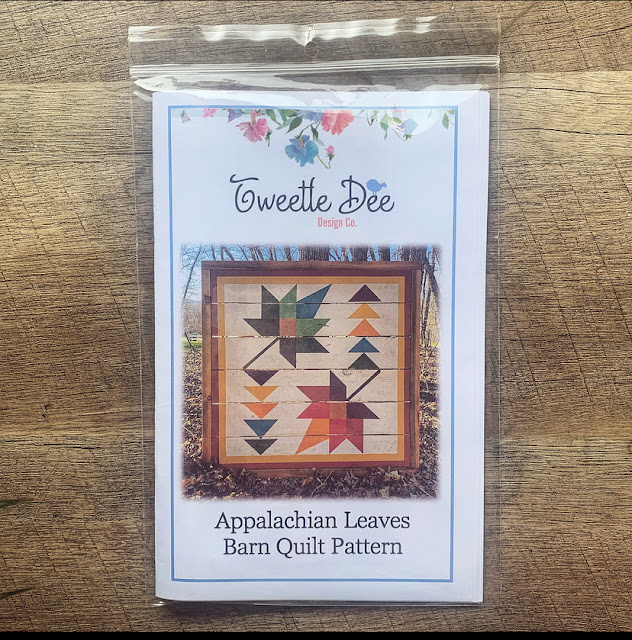 Tweetle Dee
Design Co.
Appalachian Leaves
Barn Quilt Pattern